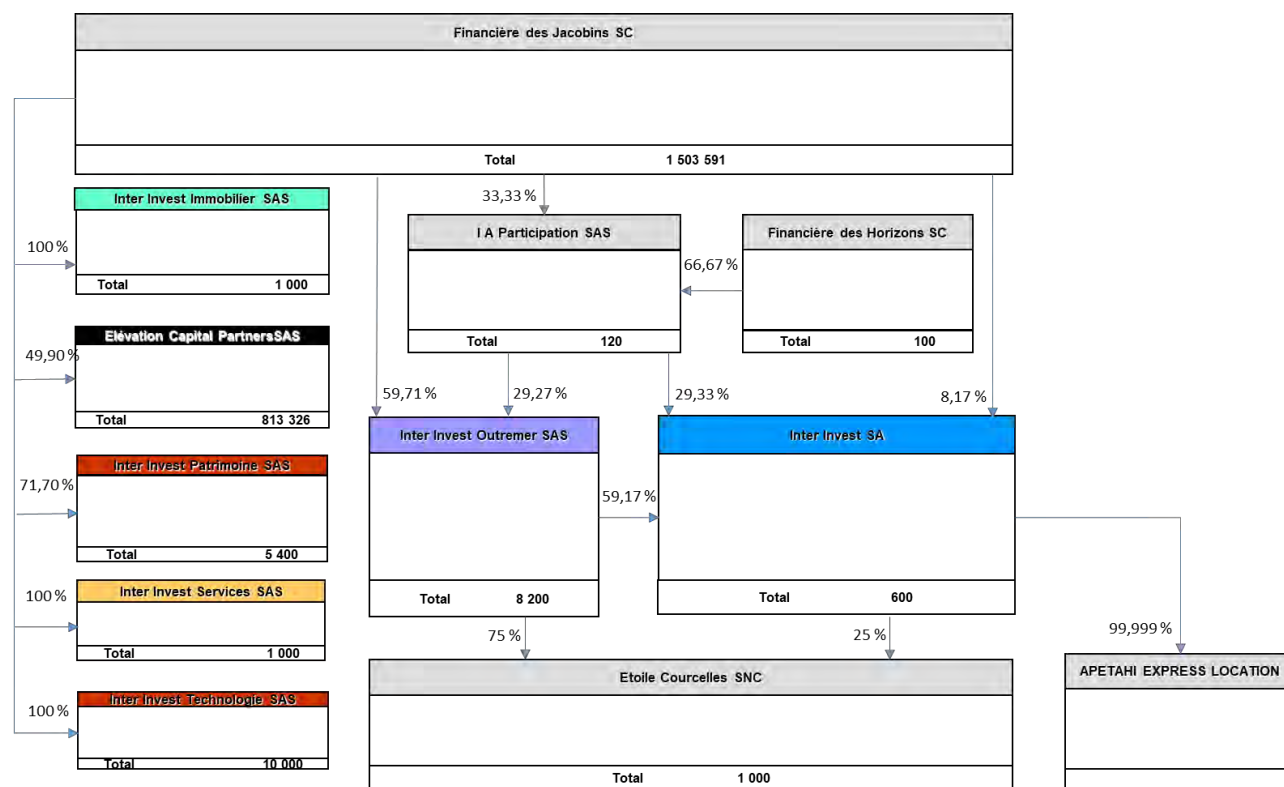 Financière des Jacobins SC
Total 1 503 591
Inter Invest Immobilier SAS
100 %
Total 1 000
33,33 %
I A Participation SAS
Total 120
Financière des Horizons SC
66,67 %
Total 100
Elévation Capital PartnersSAS
49,90 %
Total 813 326
59,71 %
29,27 %
29,33 %
8,17 %
Inter Invest Outremer SAS
Total 8 200
Inter Invest SA
59,17 %
Total 600
Inter Invest Patrimoine SAS
71,70 %
Total 5 400
Inter Invest Services SAS
100 %
Total 1 000
75 %
25 %
99,999 %
Etoile Courcelles SNC
Total 1 000
APETAHI EXPRESS LOCATION
Inter Invest Technologie SAS
100 %
Total 10 000